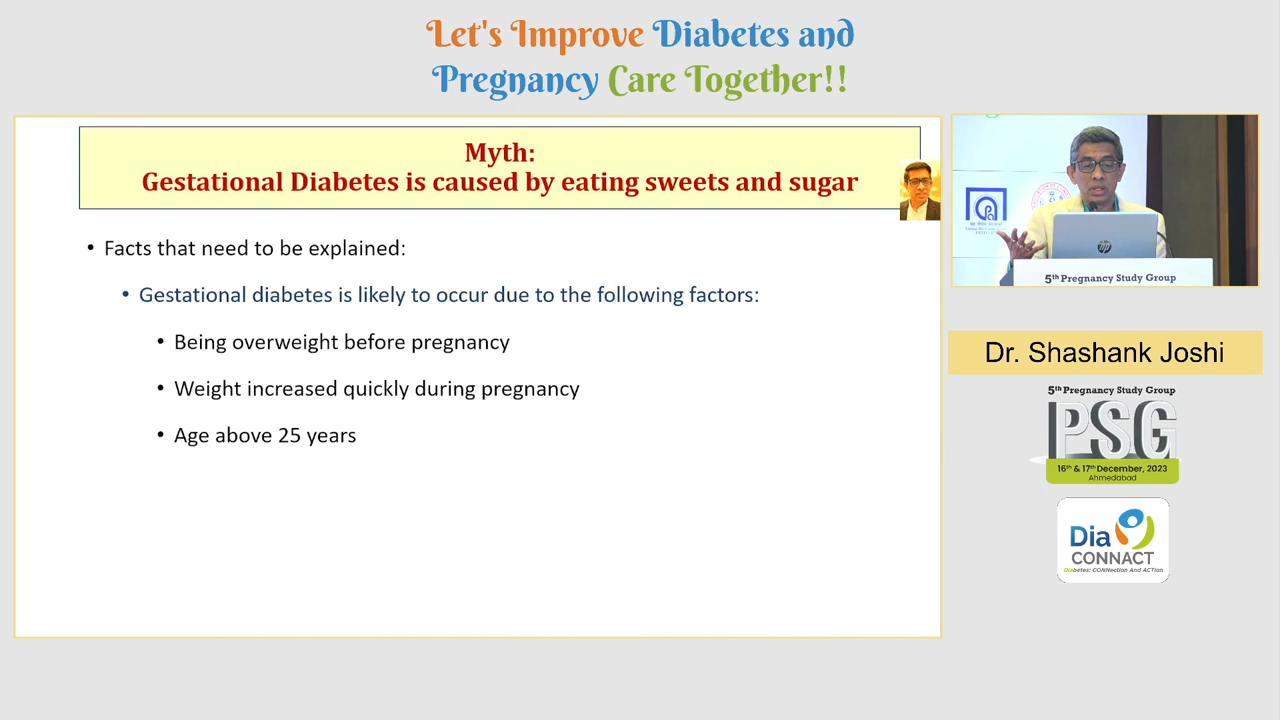 Let's Improve Diabetes and
Pregnancy Care Together!!
Myth:
Gestational Diabetes is caused by eating sweets and sugar
• Facts that need to be explained:
• Gestational diabetes is likely to occur due to the following factors:
• Being overweight before pregnancy
• Weight increased quickly during pregnancy
• Age above 25 years
hp
5th Pregnancy Study Group
Dr. Shashank Joshi
5th Pregnancy Study Group
PSG
16th & 17th December, 2023
Ahmedabad
Dia
CONNACT
Diabetes: CONNection And ACTion